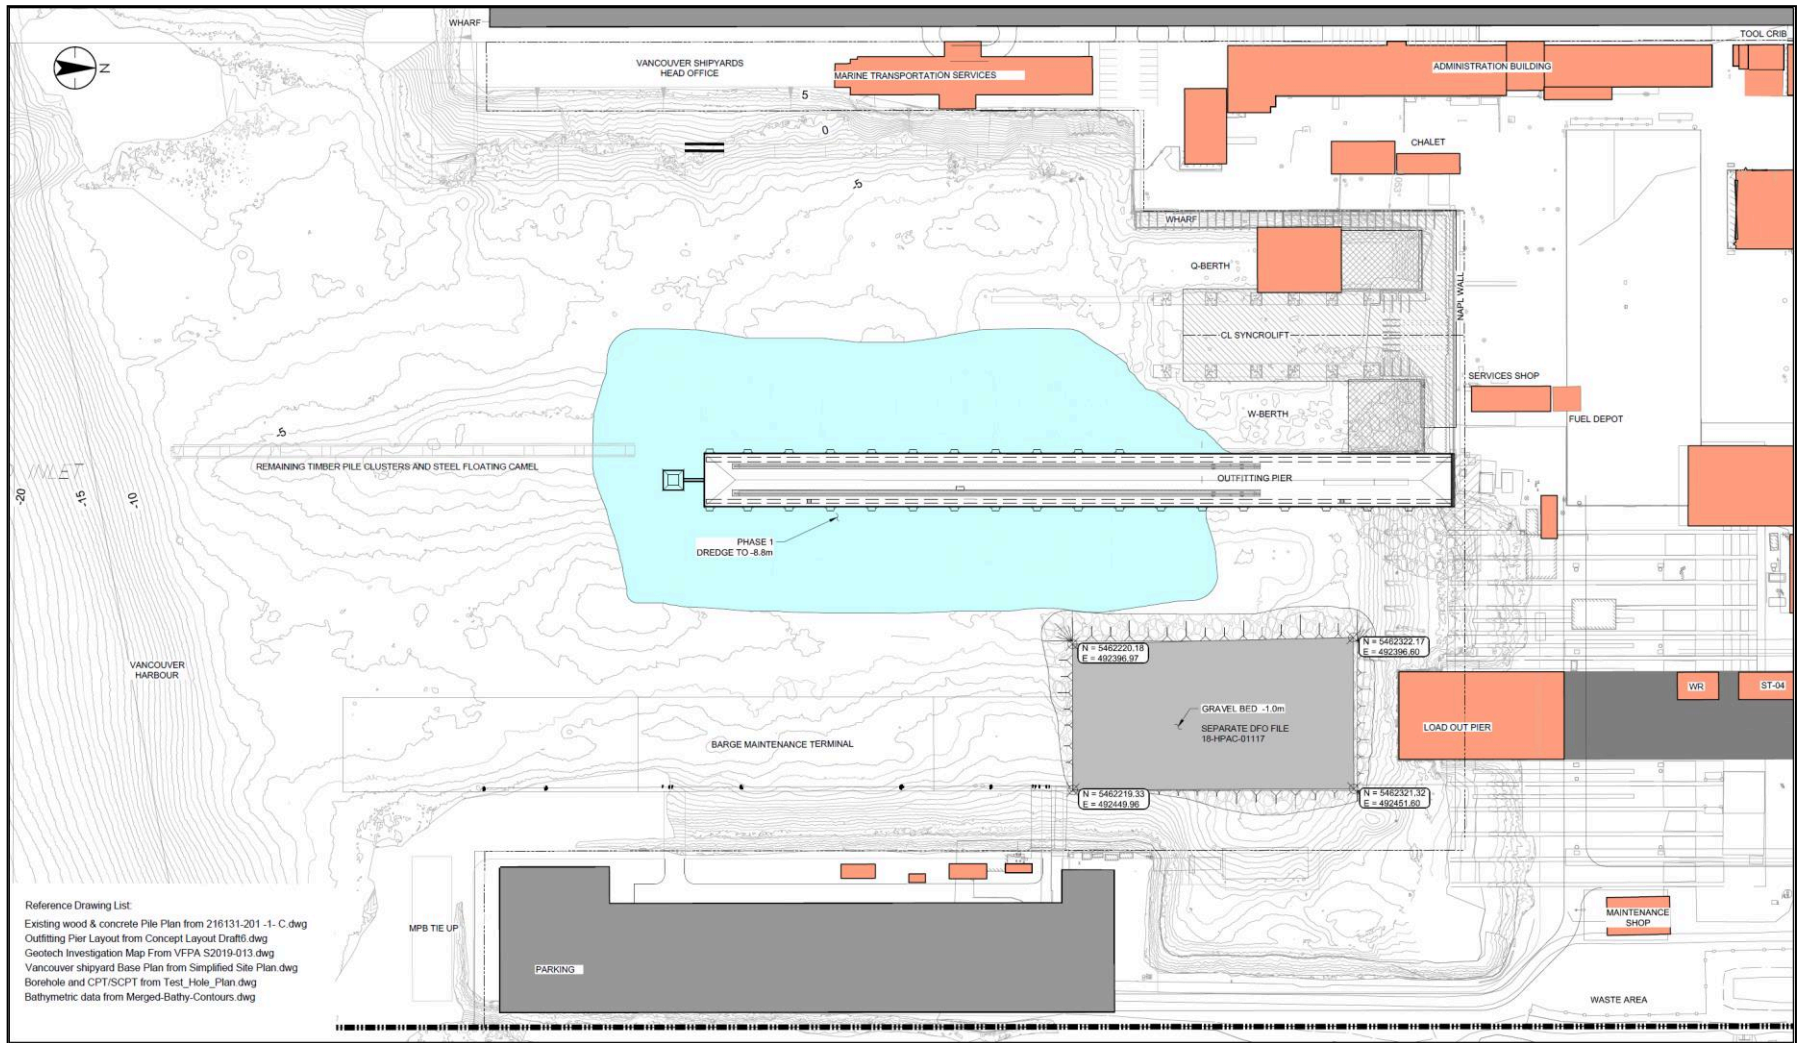 WHARF
TOOL CRIB
N
VANCOUVER SHIPYARDS
HEAD OFFICE
MARINE TRANSPORTATION SERVICES
ADMINISTRATION BUILDING
5
0
CHALET
-5
WHARF
Q-BERTH
NAPL WALL
CL SYNCROLIFT
SERVICES SHOP
W-BERTH
FUEL DEPOT
-5
INLET
REMAINING TIMBER PILE CLUSTERS AND STEEL FLOATING CAMEL
OUTFITTING PIER
-20
-15
-10
PHASE 1
DREDGE TO -8.8m
N = 5462220.18
E = 492396.97
N = 5462322.17
E = 492396.60
VANCOUVER
HARBOUR
WR
ST-04
GRAVEL BED -1.0m
SEPARATE DFO FILE
18-HPAC-01117
LOAD OUT PIER
BARGE MAINTENANCE TERMINAL
N = 5462219.33
E = 492449.96
N = 5462321.32
E = 492451.60
Reference Drawing List:
Existing wood & concrete Pile Plan from 216131-201 -1- C.dwg
Outfitting Pier Layout from Concept Layout Draft6.dwg
Geotech Investigation Map From VFPA S2019-013.dwg
Vancouver shipyard Base Plan from Simplified Site Plan.dwg
Borehole and CPT/SCPT from Test_Hole_Plan.dwg
Bathymetric data from Merged-Bathy-Contours.dwg
MPB TIE UP
PARKING
MAINTENANCE
SHOP
WASTE AREA